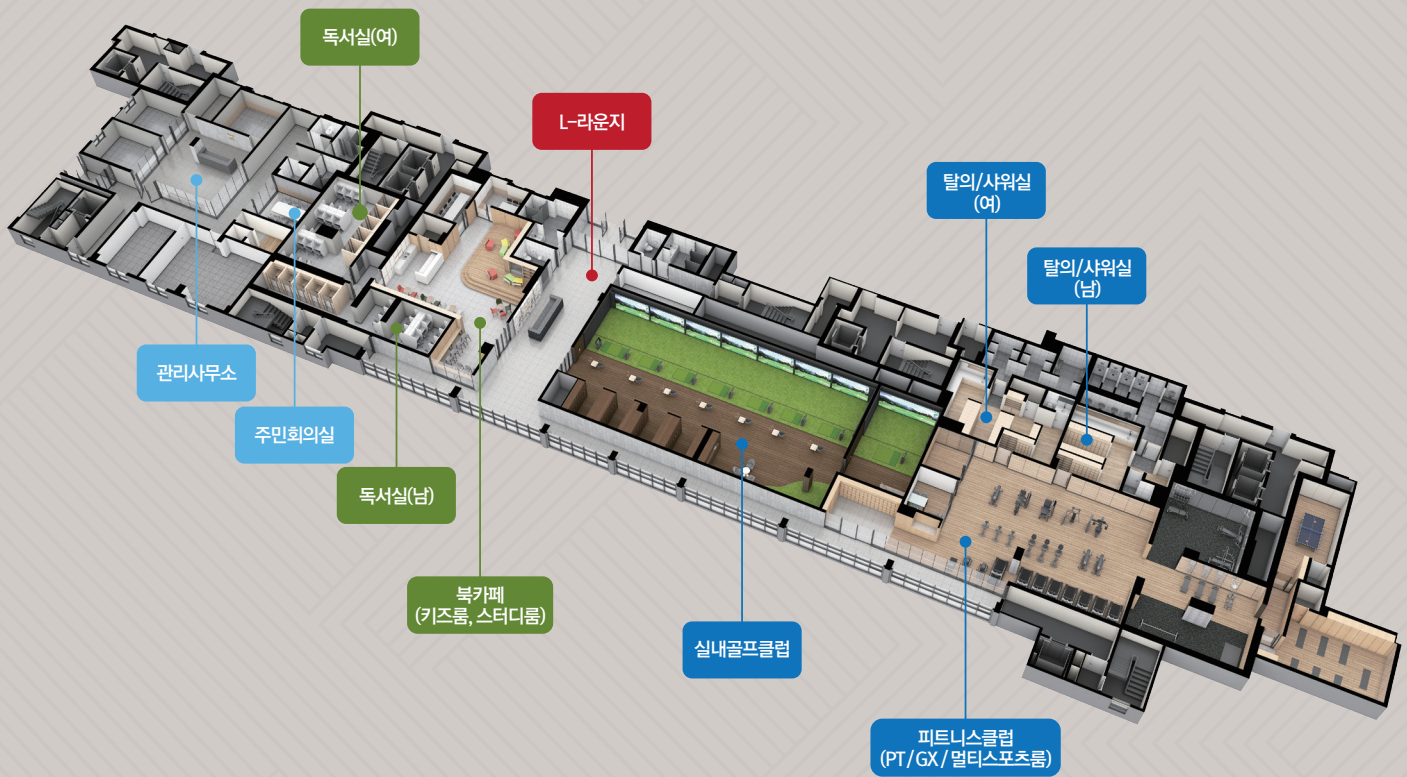 독서실(여)
L-라운지
탈의/샤워실
(여)
탈의/샤워실
(남)
관리사무소
주민회의실
독서실(남)
북카페
(키즈룸, 스터디룸)
실내골프클럽
피트니스클럽
(PT/GX/멀티스포츠룸)